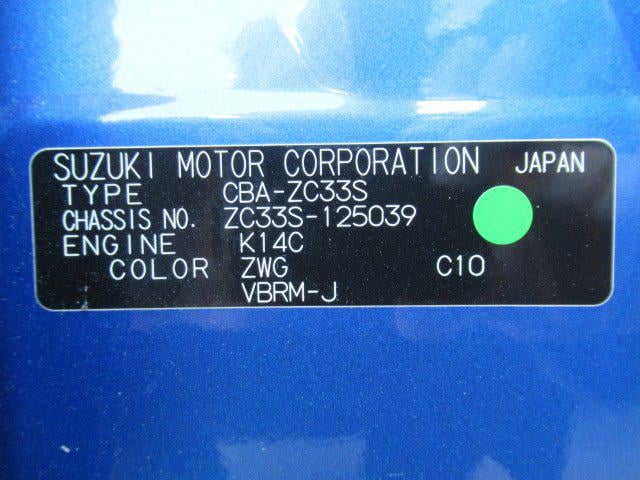 SUZUKI MOTOR CORPORATION JAPAN
TYPE CBA-ZC33S
CHASSIS NO. ZC33S-125039
ENGINE K14C
COLOR ZWG C10
VBRM-J